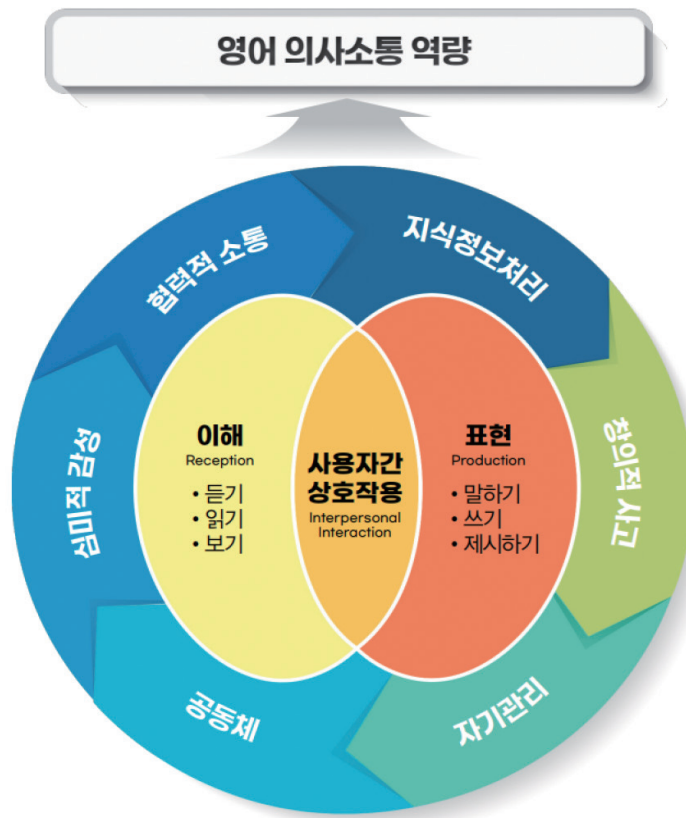 영어 의사소통 역량
협력적 소통
지식정보처리
심미적 감성
창의적 사고
공동체
자기관리
이해
Reception
• 듣기
• 읽기
• 보기
사용자간
상호작용
Interpersonal
Interaction
표현
Production
• 말하기
• 쓰기
• 제시하기